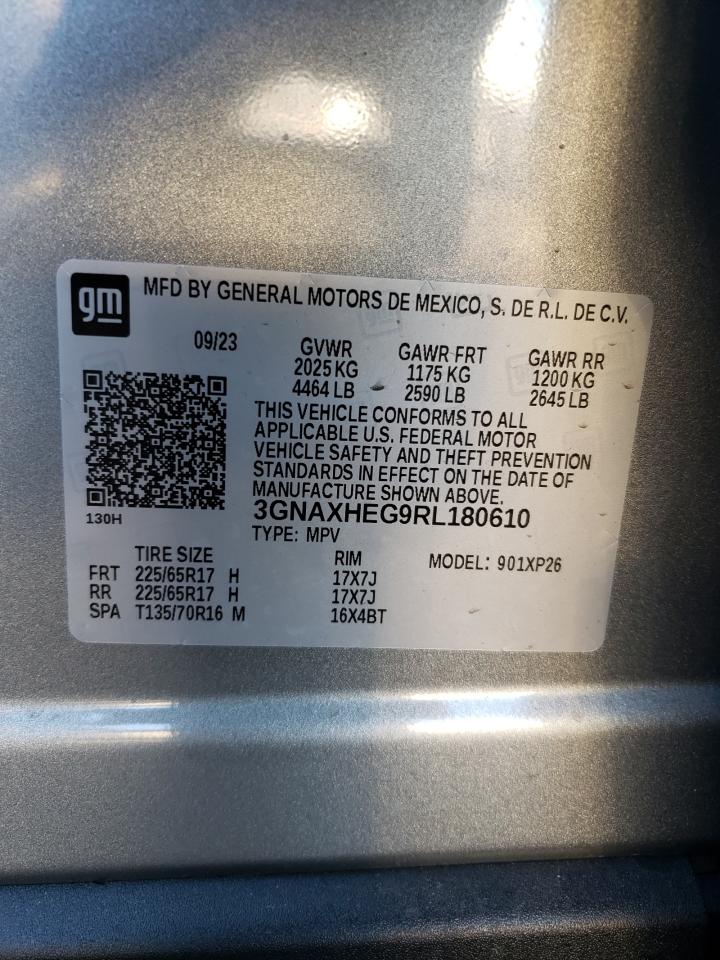 gm
MFD BY GENERAL MOTORS DE MEXICO, S. DE R.L. DE C.V.
09/23 GVWR GAWR FRT GAWR RR
2025 KG 1175 KG 1200 KG
4464 LB 2590 LB 2645 LB
THIS VEHICLE CONFORMS TO ALL
APPLICABLE U.S. FEDERAL MOTOR
VEHICLE SAFETY AND THEFT PREVENTION
STANDARDS IN EFFECT ON THE DATE OF
MANUFACTURE SHOWN ABOVE.
130H
3GNAXHEG9RL180610
TYPE: MPV
TIRE SIZE RIM MODEL: 901XP26
FRT 225/65R17 H 17X7J
RR 225/65R17 H 17X7J
SPA T135/70R16 M 16X4BT